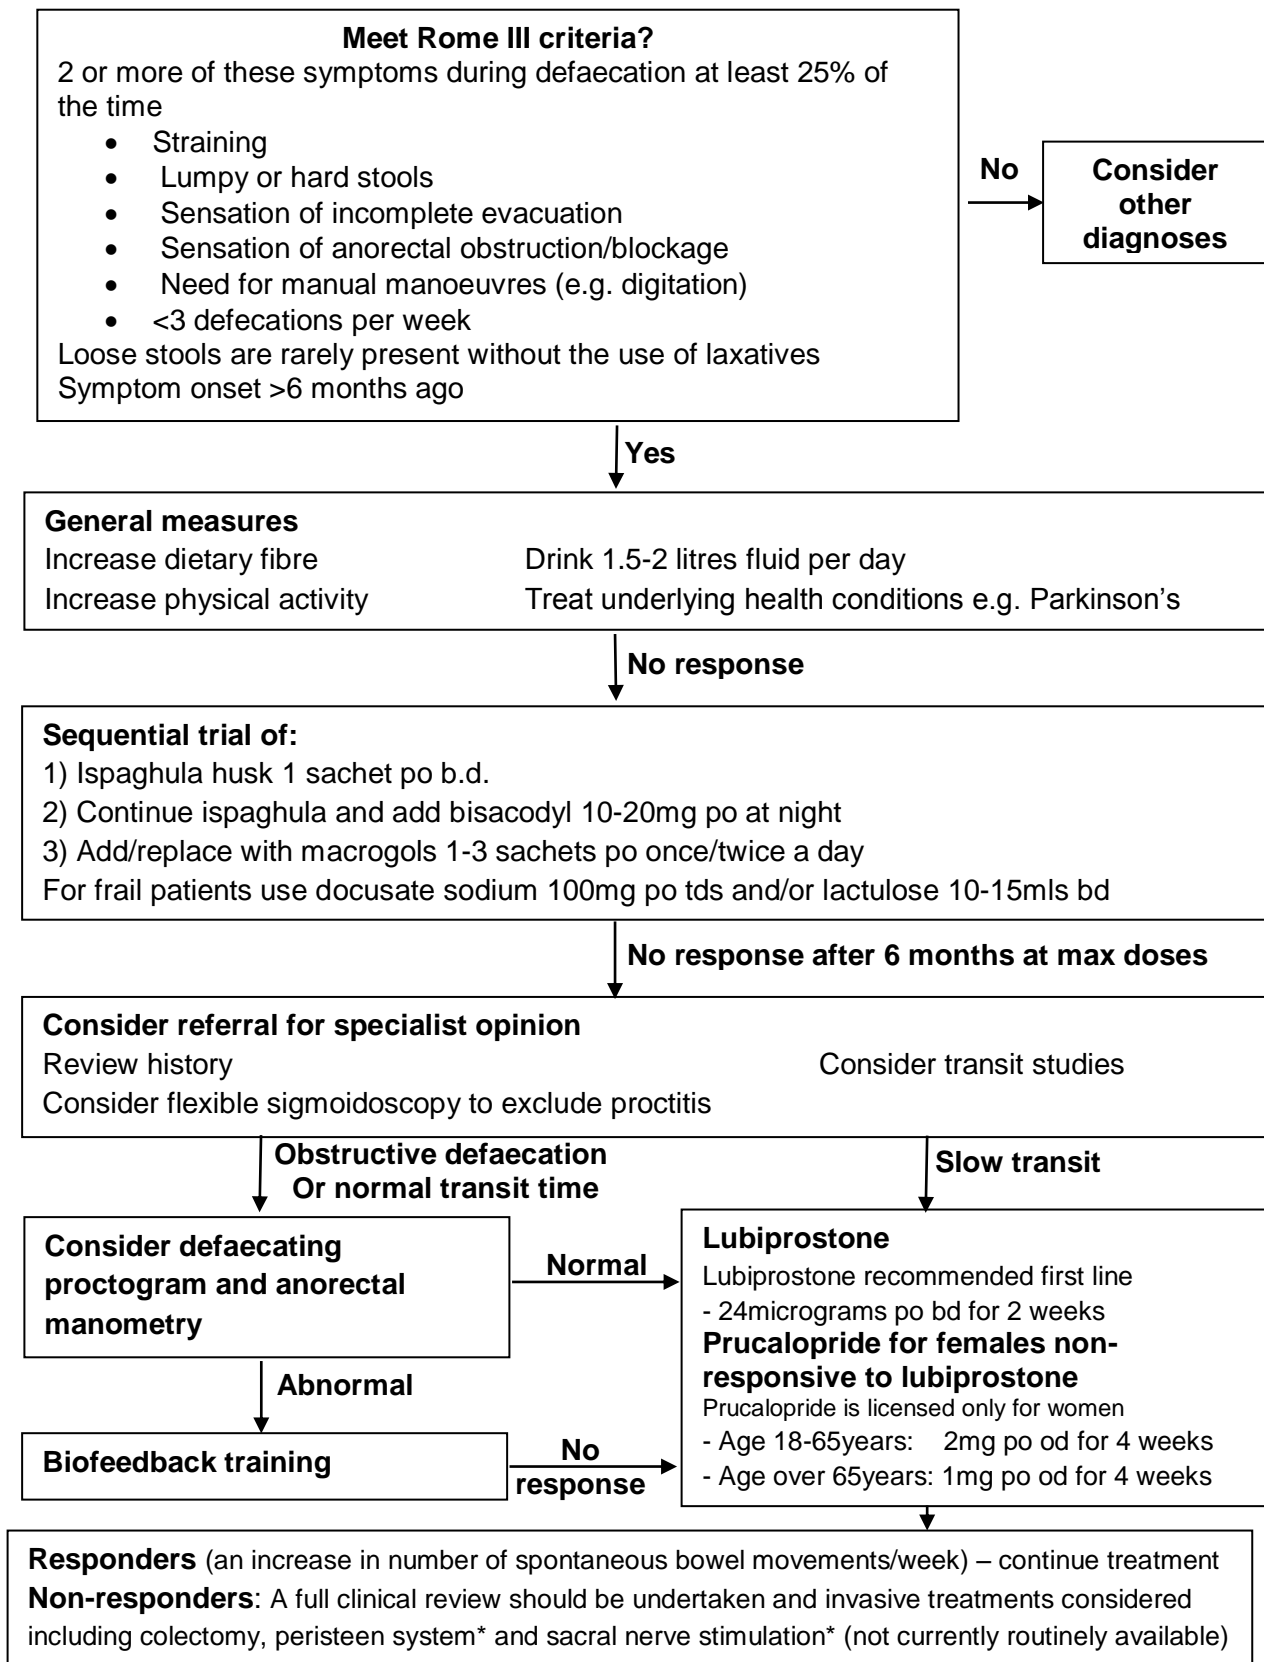 Meet Rome III criteria?
2 or more of these symptoms during defaecation at least 25% of
the time
• Straining
• Lumpy or hard stools
• Sensation of incomplete evacuation
• Sensation of anorectal obstruction/blockage
• Need for manual manoeuvres (e.g. digitation)
• <3 defecations per week
Loose stools are rarely present without the use of laxatives
Symptom onset >6 months ago
No
Consider
other
diagnoses
Yes
General measures
Increase dietary fibre Drink 1.5-2 litres fluid per day
Increase physical activity Treat underlying health conditions e.g. Parkinson's
No response
Sequential trial of:
1) Ispaghula husk 1 sachet po b.d.
2) Continue ispaghula and add bisacodyl 10-20mg po at night
3) Add/replace with macrogols 1-3 sachets po once/twice a day
For frail patients use docusate sodium 100mg po tds and/or lactulose 10-15mls bd
No response after 6 months at max doses
Consider referral for specialist opinion
Review history Consider transit studies
Consider flexible sigmoidoscopy to exclude proctitis
Obstructive defaecation
Or normal transit time
Slow transit
Consider defaecating
proctogram and anorectal
manometry
Normal
Lubiprostone
Lubiprostone recommended first line
- 24micrograms po bd for 2 weeks
Prucalopride for females non-
responsive to lubiprostone
Prucalopride is licensed only for women
- Age 18-65years: 2mg po od for 4 weeks
- Age over 65years: 1mg po od for 4 weeks
Abnormal
Biofeedback training
No
response
Responders (an increase in number of spontaneous bowel movements/week) – continue treatment
Non-responders: A full clinical review should be undertaken and invasive treatments considered
including colectomy, peristeen system* and sacral nerve stimulation* (not currently routinely available)